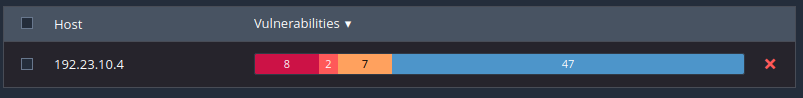 Host Vulnerabilities ▼
192.23.10.4 8 2 7 47